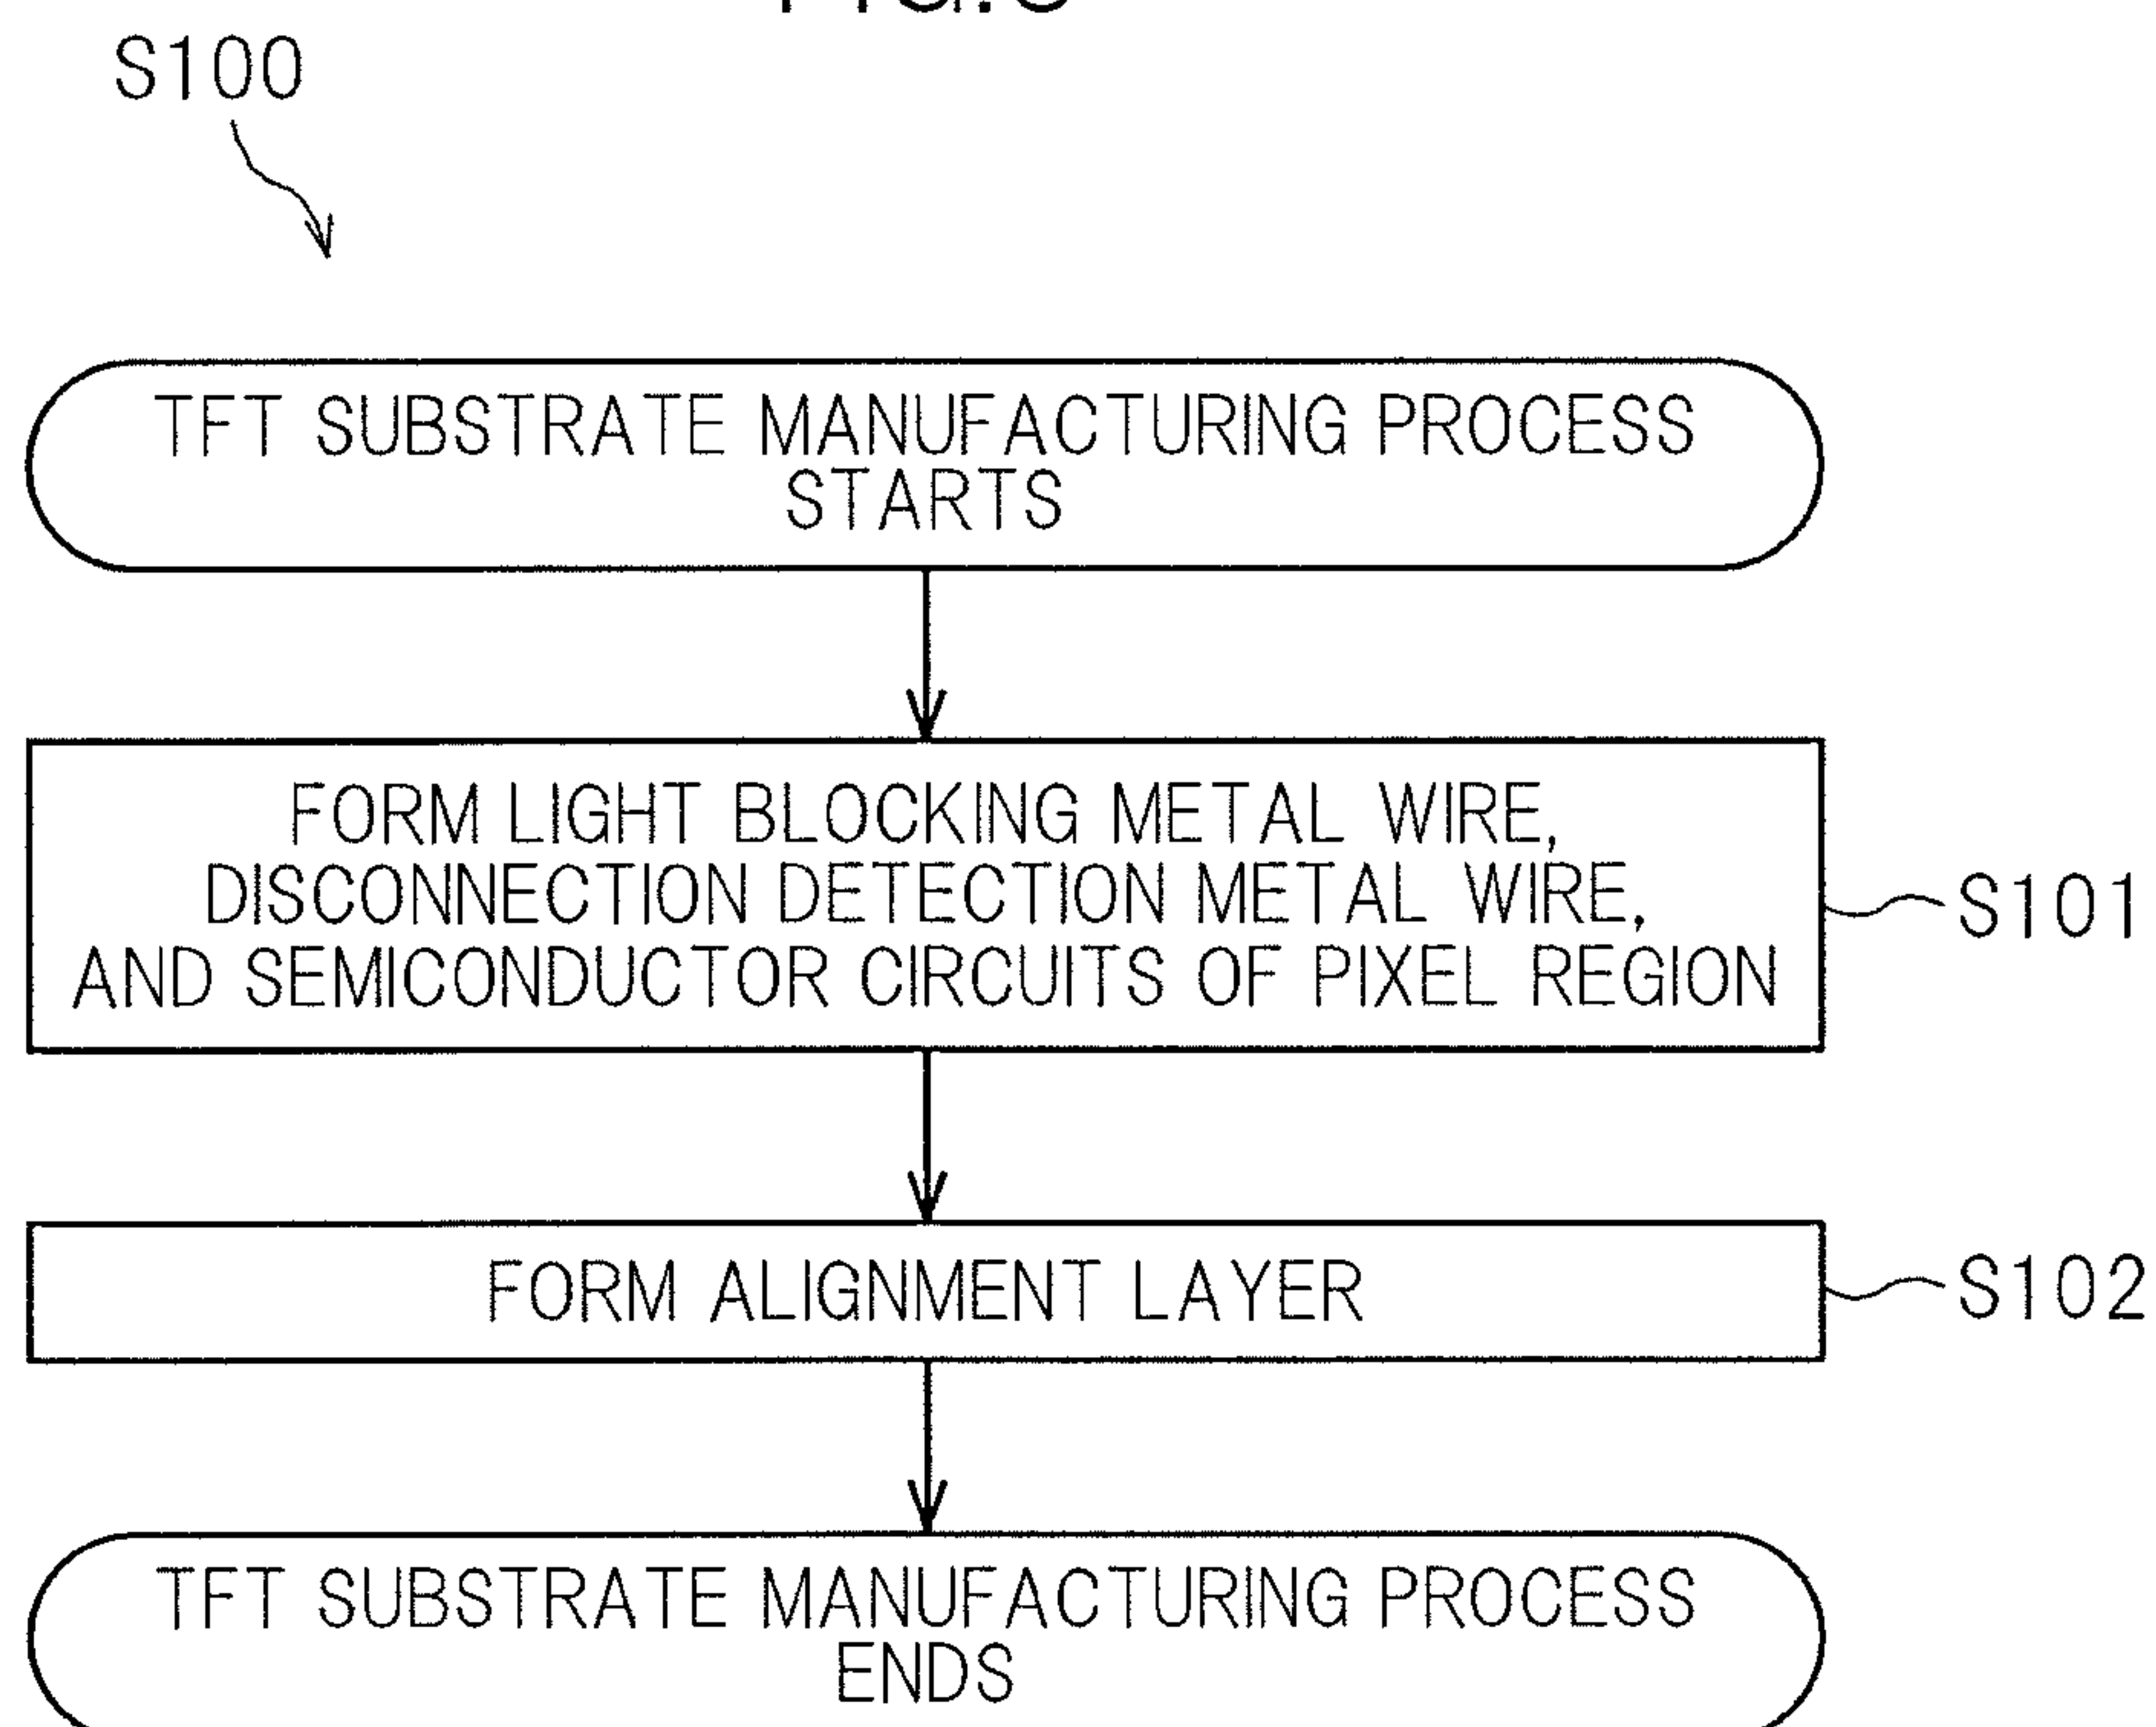 S100
TFT SUBSTRATE MANUFACTURING PROCESS
STARTS
FORM LIGHT BLOCKING METAL WIRE,
DISCONNECTION DETECTION METAL WIRE,
AND SEMICONDUCTOR CIRCUITS OF PIXEL REGION
S101
FORM ALIGNMENT LAYER
S102
TFT SUBSTRATE MANUFACTURING PROCESS
ENDS